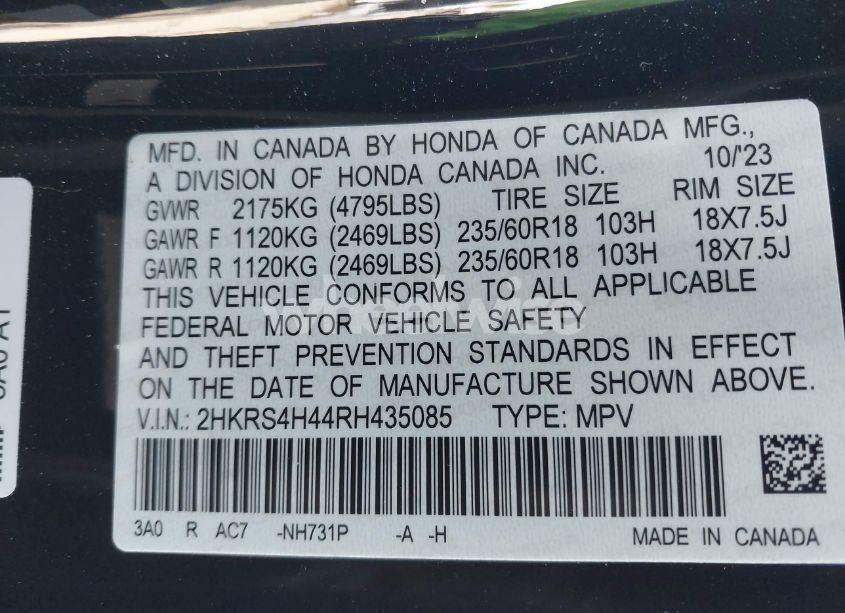 MFD. IN CANADA BY HONDA OF CANADA MFG.,
A DIVISION OF HONDA CANADA INC. 10/'23
GVWR 2175KG (4795LBS) TIRE SIZE RIM SIZE
GAWR F 1120KG (2469LBS) 235/60R18 103H 18X7.5J
GAWR R 1120KG (2469LBS) 235/60R18 103H 18X7.5J
THIS VEHICLE CONFORMS TO ALL APPLICABLE
FEDERAL MOTOR VEHICLE SAFETY
AND THEFT PREVENTION STANDARDS IN EFFECT
ON THE DATE OF MANUFACTURE SHOWN ABOVE.
V.I.N.: 2HKRS4H44RH435085 TYPE: MPV
3A0 R AC7 -NH731P -A -H MADE IN CANADA